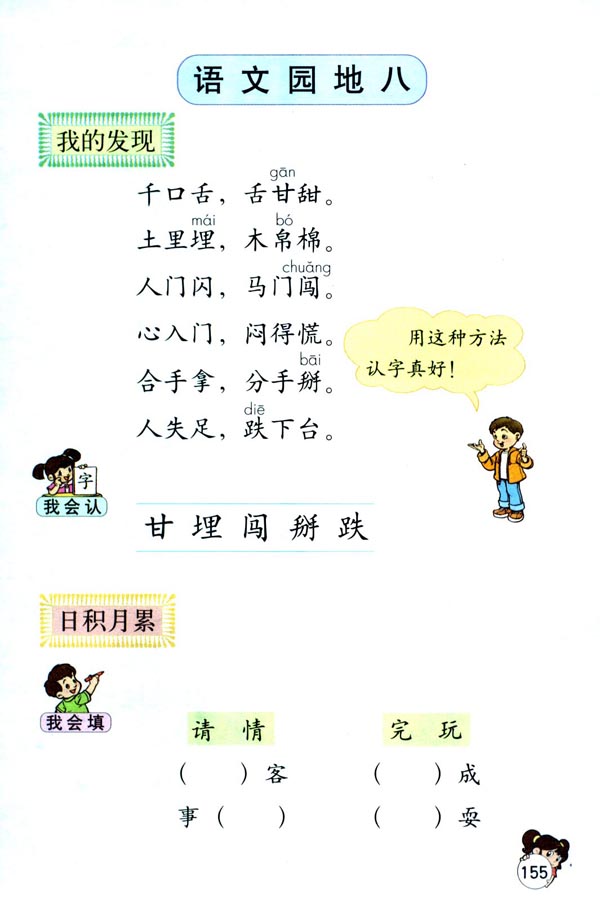 语文园地八
我的发现
gān
千口舌，舌甘甜。
mái bó
土里埋，木帛棉。
chuǎng
人门闪，马门闯。
心入门，闷得慌。
bāi
合手拿，分手掰。
diē
人失足，跌下台。
用这种方法
认字真好！
字
我会认
甘 埋 闯 掰 跌
日积月累
我会填
请 情 完 玩
（ ）客 （ ）成
事（ ） （ ）耍
155